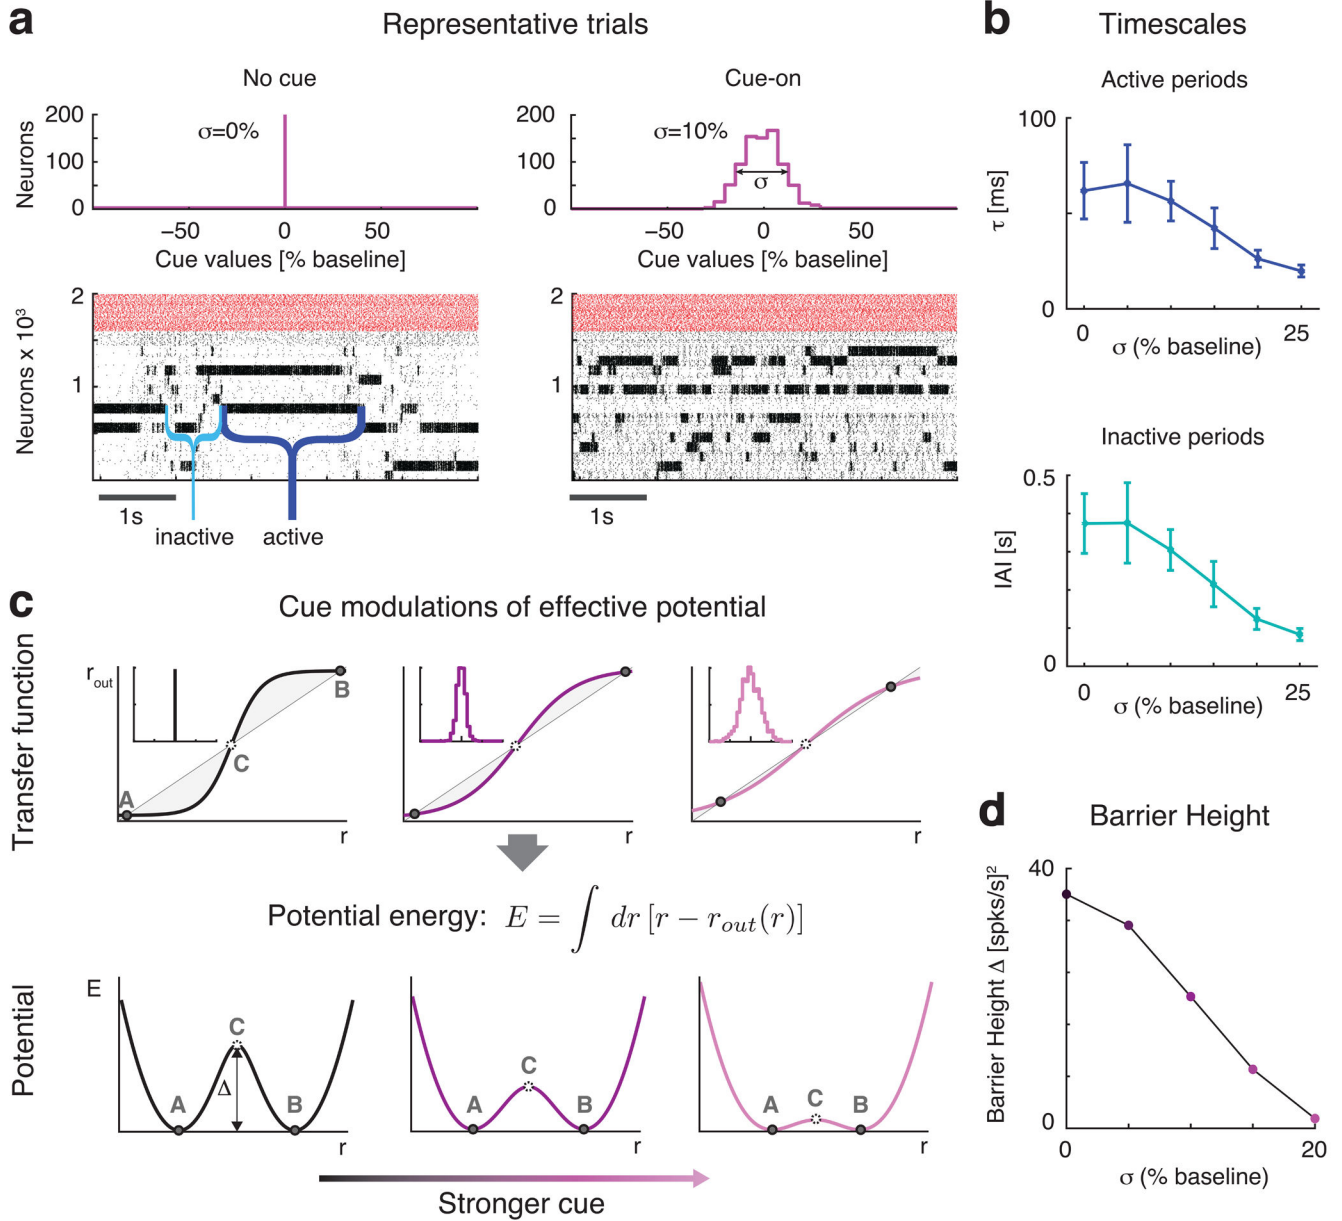 a
Representative trials
No cue
Cue-on
Neurons
200
100
0
σ=0%
−50
0
50
Cue values [% baseline]
200
100
0
σ=10%
σ
−50
0
50
Cue values [% baseline]
Neurons x 10³
2
1
1s
inactive
active
1s
b
Timescales
Active periods
τ [ms]
100
0
0
25
σ (% baseline)
Inactive periods
IAI [s]
0.5
0
0
25
σ (% baseline)
c
Cue modulations of effective potential
Transfer function
r_out
A
B
C
r
r
r
Potential energy: E = ∫ dr [r − r_out(r)]
Potential
E
A
C
B
Δ
r
A
C
B
r
A
C
B
r
Stronger cue
d
Barrier Height
Barrier Height Δ [spks/s]²
40
0
0
20
σ (% baseline)